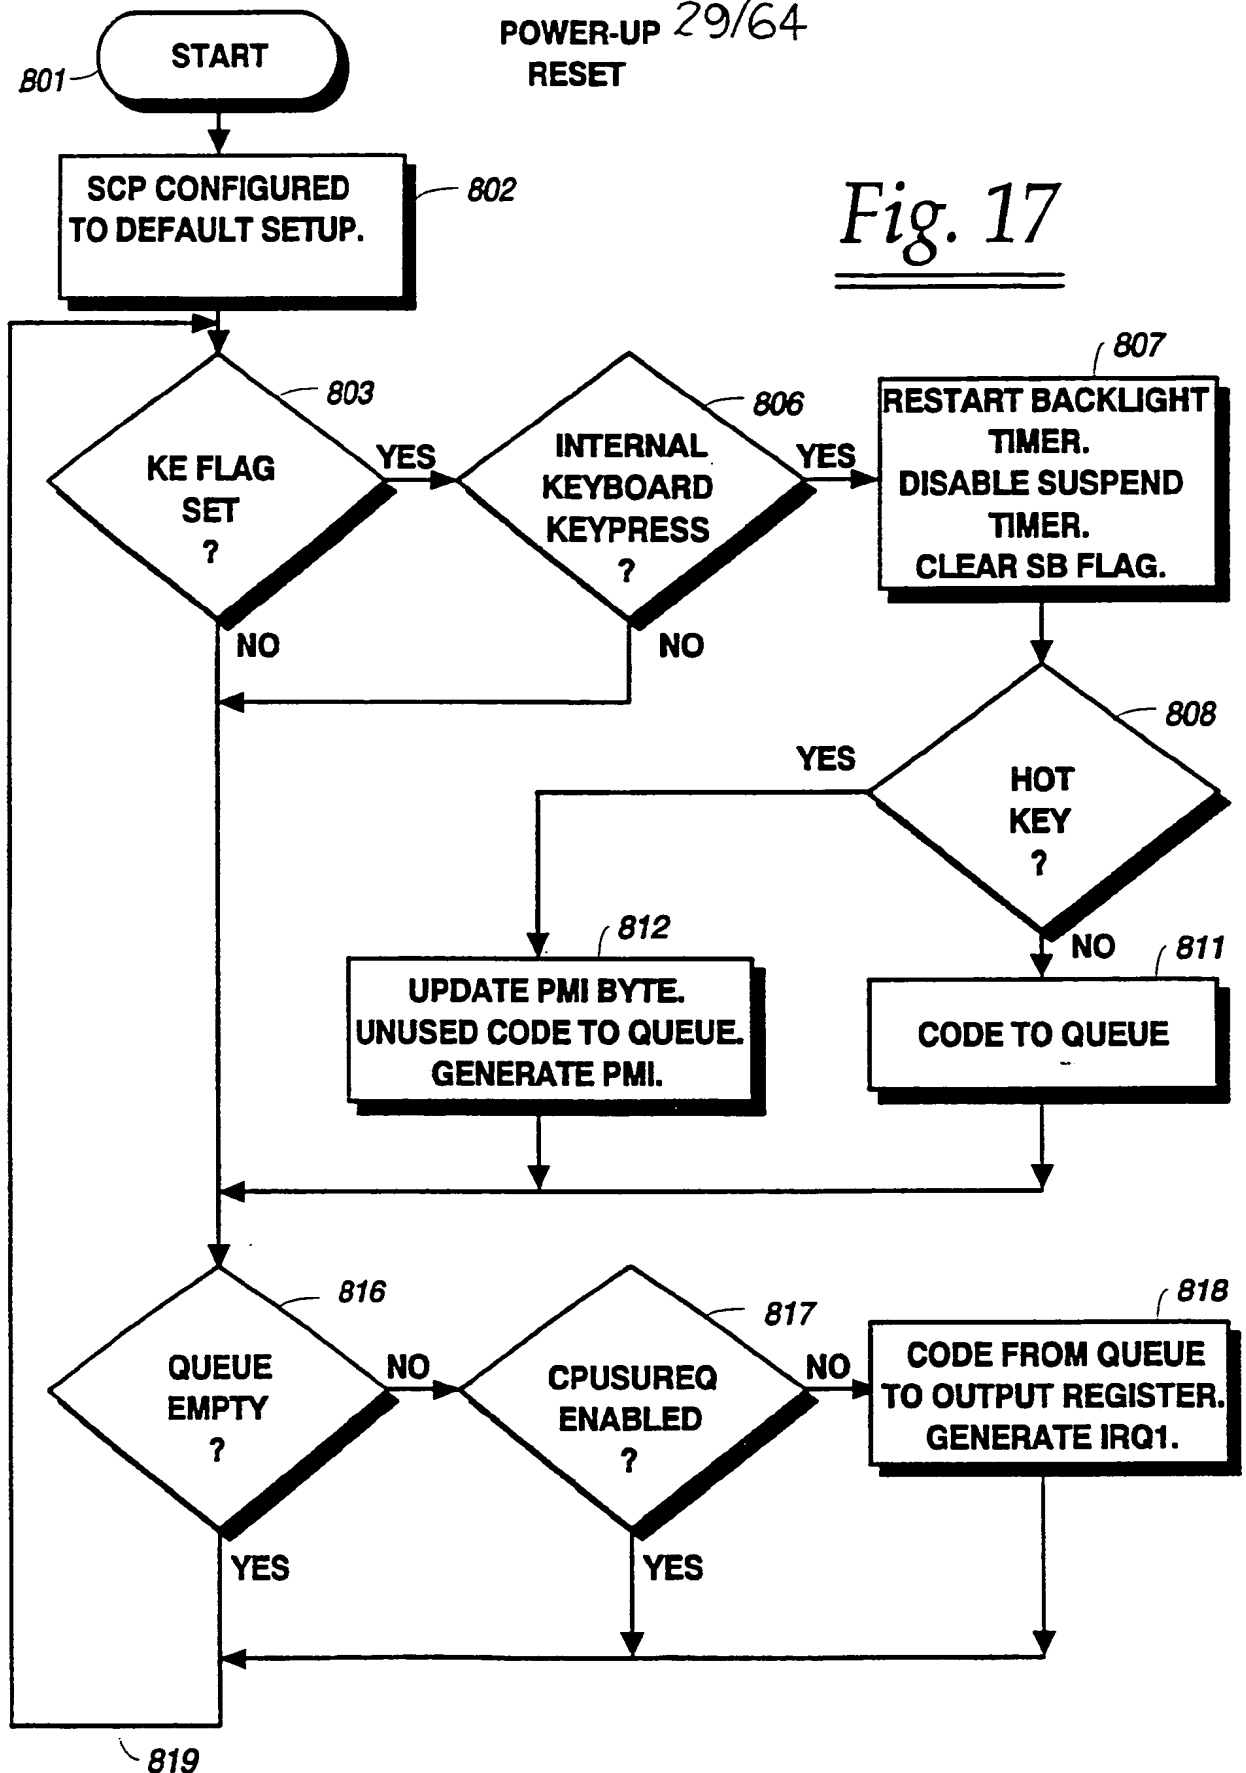 POWER-UP 29/64
RESET
START
801
SCP CONFIGURED
TO DEFAULT SETUP.
802
Fig. 17
803
KE FLAG
SET
?
YES
NO
806
INTERNAL
KEYBOARD
KEYPRESS
?
YES
NO
807
RESTART BACKLIGHT
TIMER.
DISABLE SUSPEND
TIMER.
CLEAR SB FLAG.
808
HOT
KEY
?
YES
NO
812
UPDATE PMI BYTE.
UNUSED CODE TO QUEUE.
GENERATE PMI.
811
CODE TO QUEUE
816
QUEUE
EMPTY
?
NO
YES
817
CPUSUREQ
ENABLED
?
NO
YES
818
CODE FROM QUEUE
TO OUTPUT REGISTER.
GENERATE IRQ1.
819